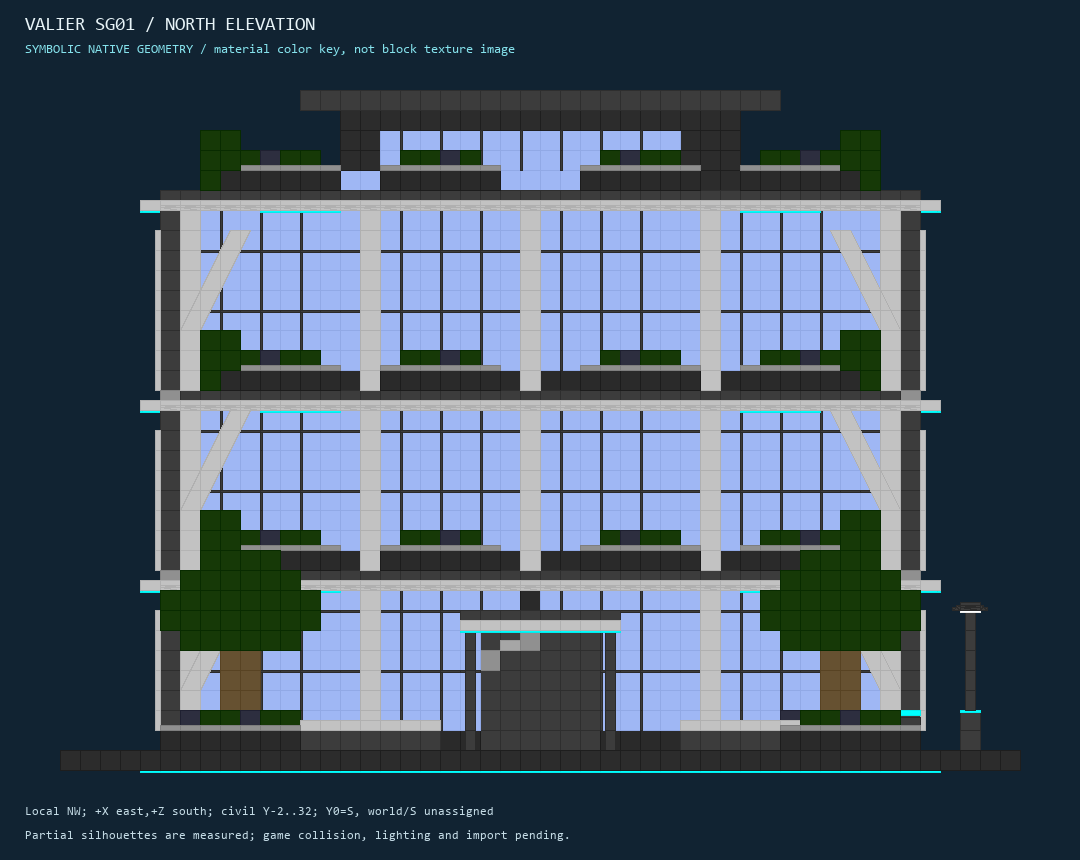 VALIER SG01 / NORTH ELEVATION
SYMBOLIC NATIVE GEOMETRY / material color key, not block texture image
Local NW; +X east,+Z south; civil Y-2..32; Y0=S, world/S unassigned
Partial silhouettes are measured; game collision, lighting and import pending.